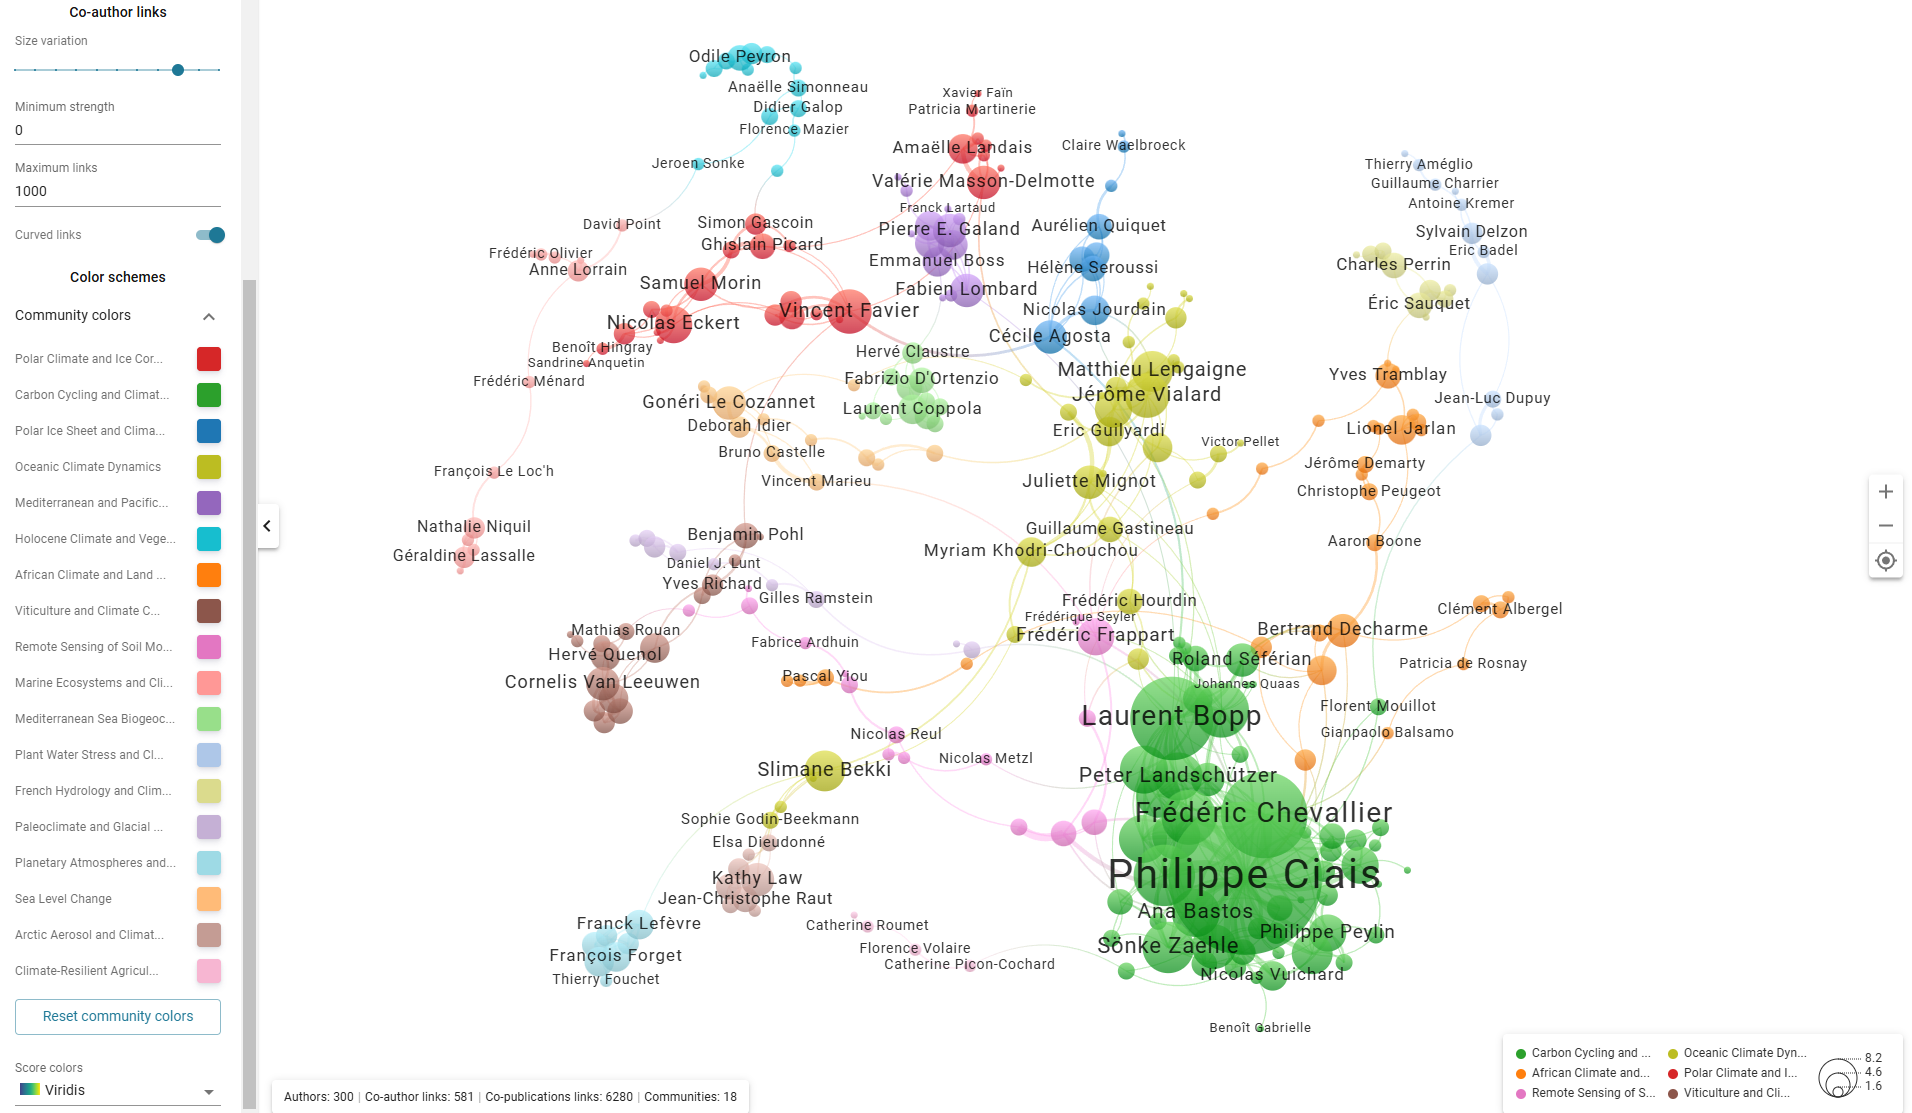 Co-author links
Size variation
Minimum strength
0
Maximum links
1000
Curved links
Color schemes
Community colors
Polar Climate and Ice Cor...
Carbon Cycling and Climat...
Polar Ice Sheet and Clima...
Oceanic Climate Dynamics
Mediterranean and Pacific...
Holocene Climate and Vege...
African Climate and Land ...
Viticulture and Climate C...
Remote Sensing of Soil Mo...
Marine Ecosystems and Cli...
Mediterranean Sea Biogeoc...
Plant Water Stress and Cl...
French Hydrology and Clim...
Paleoclimate and Glacial ...
Planetary Atmospheres and...
Sea Level Change
Arctic Aerosol and Climat...
Climate-Resilient Agricul...
Reset community colors
Score colors
Viridis
Odile Peyron
Anaëlle Simonneau
Didier Galop
Florence Mazier
Jeroen Sonke
Xavier Faïn
Patricia Martinerie
Amaëlle Landais
Valérie Masson-Delmotte
Claire Waelbroeck
Franck Lartaud
Pierre E. Galand
Emmanuel Boss
Fabien Lombard
Aurélien Quiquet
Hélène Seroussi
Nicolas Jourdain
Cécile Agosta
Thierry Améglio
Guillaume Charrier
Antoine Kremer
Sylvain Delzon
Eric Badel
Charles Perrin
Éric Sauquet
David Point
Frédéric Olivier
Anne Lorrain
Simon Gascoin
Ghislain Picard
Samuel Morin
Vincent Favier
Nicolas Eckert
Benoît Hingray
Sandrine Anquetin
Frédéric Ménard
Hervé Claustre
Fabrizio D'Ortenzio
Laurent Coppola
Matthieu Lengaigne
Jérôme Vialard
Eric Guilyardi
Victor Pellet
Juliette Mignot
Yves Tramblay
Jean-Luc Dupuy
Lionel Jarlan
Jérôme Demarty
Christophe Peugeot
Aaron Boone
Gonéri Le Cozannet
Deborah Idier
Bruno Castelle
Vincent Marieu
François Le Loc'h
Nathalie Niquil
Géraldine Lassalle
Benjamin Pohl
Daniel J. Lunt
Yves Richard
Gilles Ramstein
Guillaume Gastineau
Myriam Khodri-Chouchou
Frédéric Hourdin
Frédérique Seyler
Frédéric Frappart
Mathias Rouan
Hervé Quenol
Cornelis Van Leeuwen
Fabrice Ardhuin
Pascal Yiou
Bertrand Decharme
Clément Albergel
Roland Séférian
Patricia de Rosnay
Johannes Quaas
Florent Mouillot
Gianpaolo Balsamo
Laurent Bopp
Nicolas Reul
Nicolas Metzl
Slimane Bekki
Peter Landschützer
Frédéric Chevallier
Sophie Godin-Beekmann
Elsa Dieudonné
Kathy Law
Jean-Christophe Raut
Philippe Ciais
Ana Bastos
Philippe Peylin
Sönke Zaehle
Nicolas Vuichard
Franck Lefèvre
François Forget
Thierry Fouchet
Catherine Roumet
Florence Volaire
Catherine Picon-Cochard
Benoît Gabrielle
Authors: 300 | Co-author links: 581 | Co-publications links: 6280 | Communities: 18
Carbon Cycling and ...
African Climate and...
Remote Sensing of S...
Oceanic Climate Dyn...
Polar Climate and I...
Viticulture and Cli...
8.2
4.6
1.6